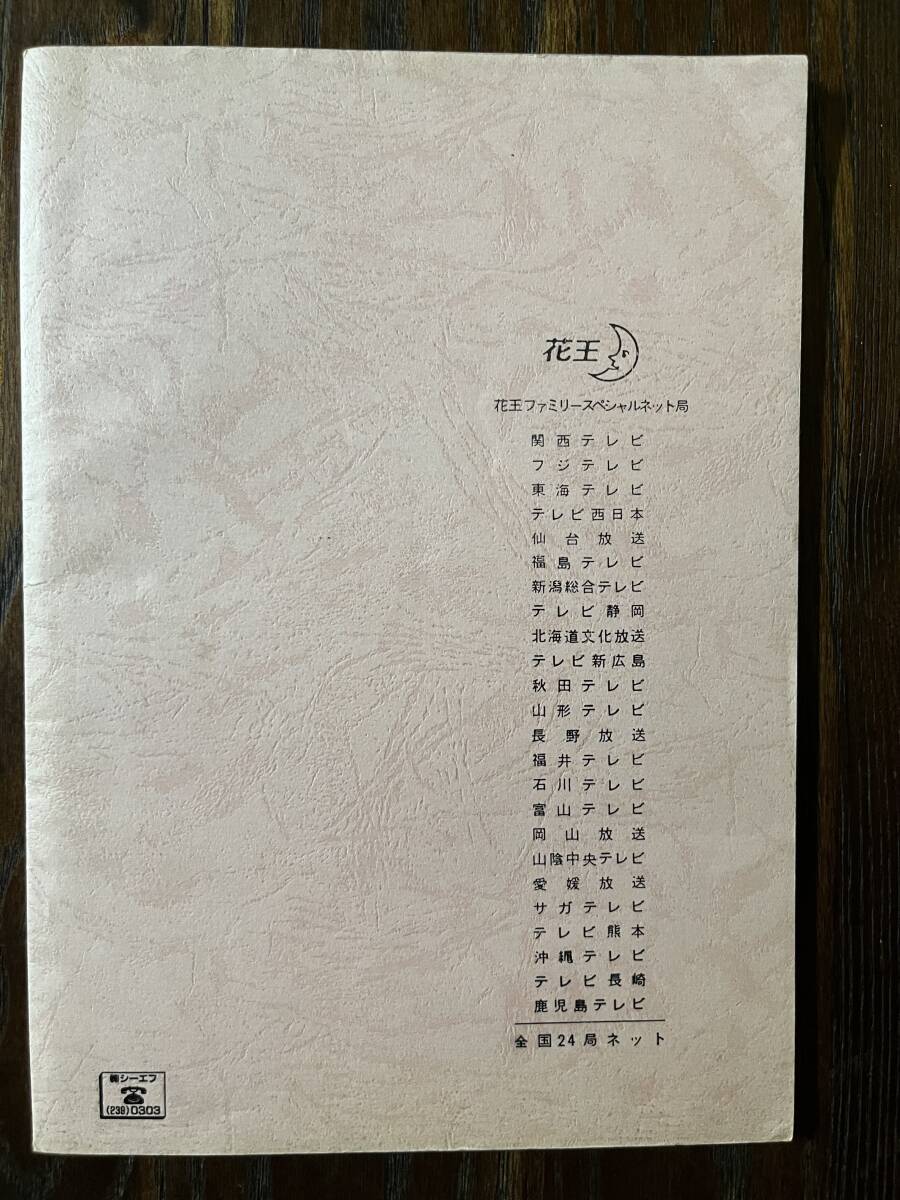 花王
花王ファミリースペシャルネット局
関西テレビ
フジテレビ
東海テレビ
テレビ西日本
仙台放送
福島テレビ
新潟総合テレビ
テレビ静岡
北海道文化放送
テレビ新広島
秋田テレビ
山形テレビ
長野放送
福井テレビ
石川テレビ
富山テレビ
岡山放送
山陰中央テレビ
愛媛放送
サガテレビ
テレビ熊本
沖縄テレビ
テレビ長崎
鹿児島テレビ
全国24局ネット
㈱シーエフ
(239)0303